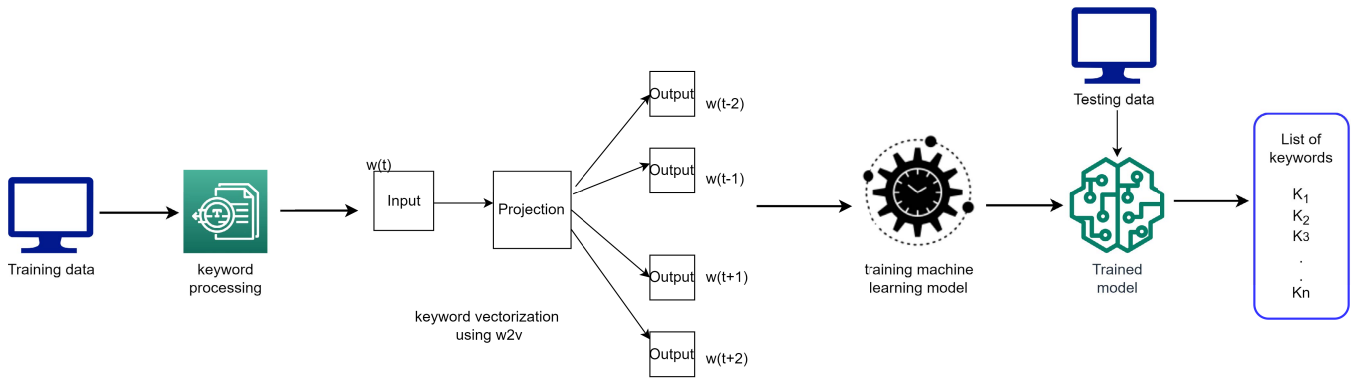 Training data
keyword
processing
w(t)
Input
Projection
Output
w(t-2)
Output
w(t-1)
Output
w(t+1)
Output
w(t+2)
keyword vectorization
using w2v
training machine
learning model
Testing data
Trained
model
List of
keywords
K1
K2
K3
.
.
Kn